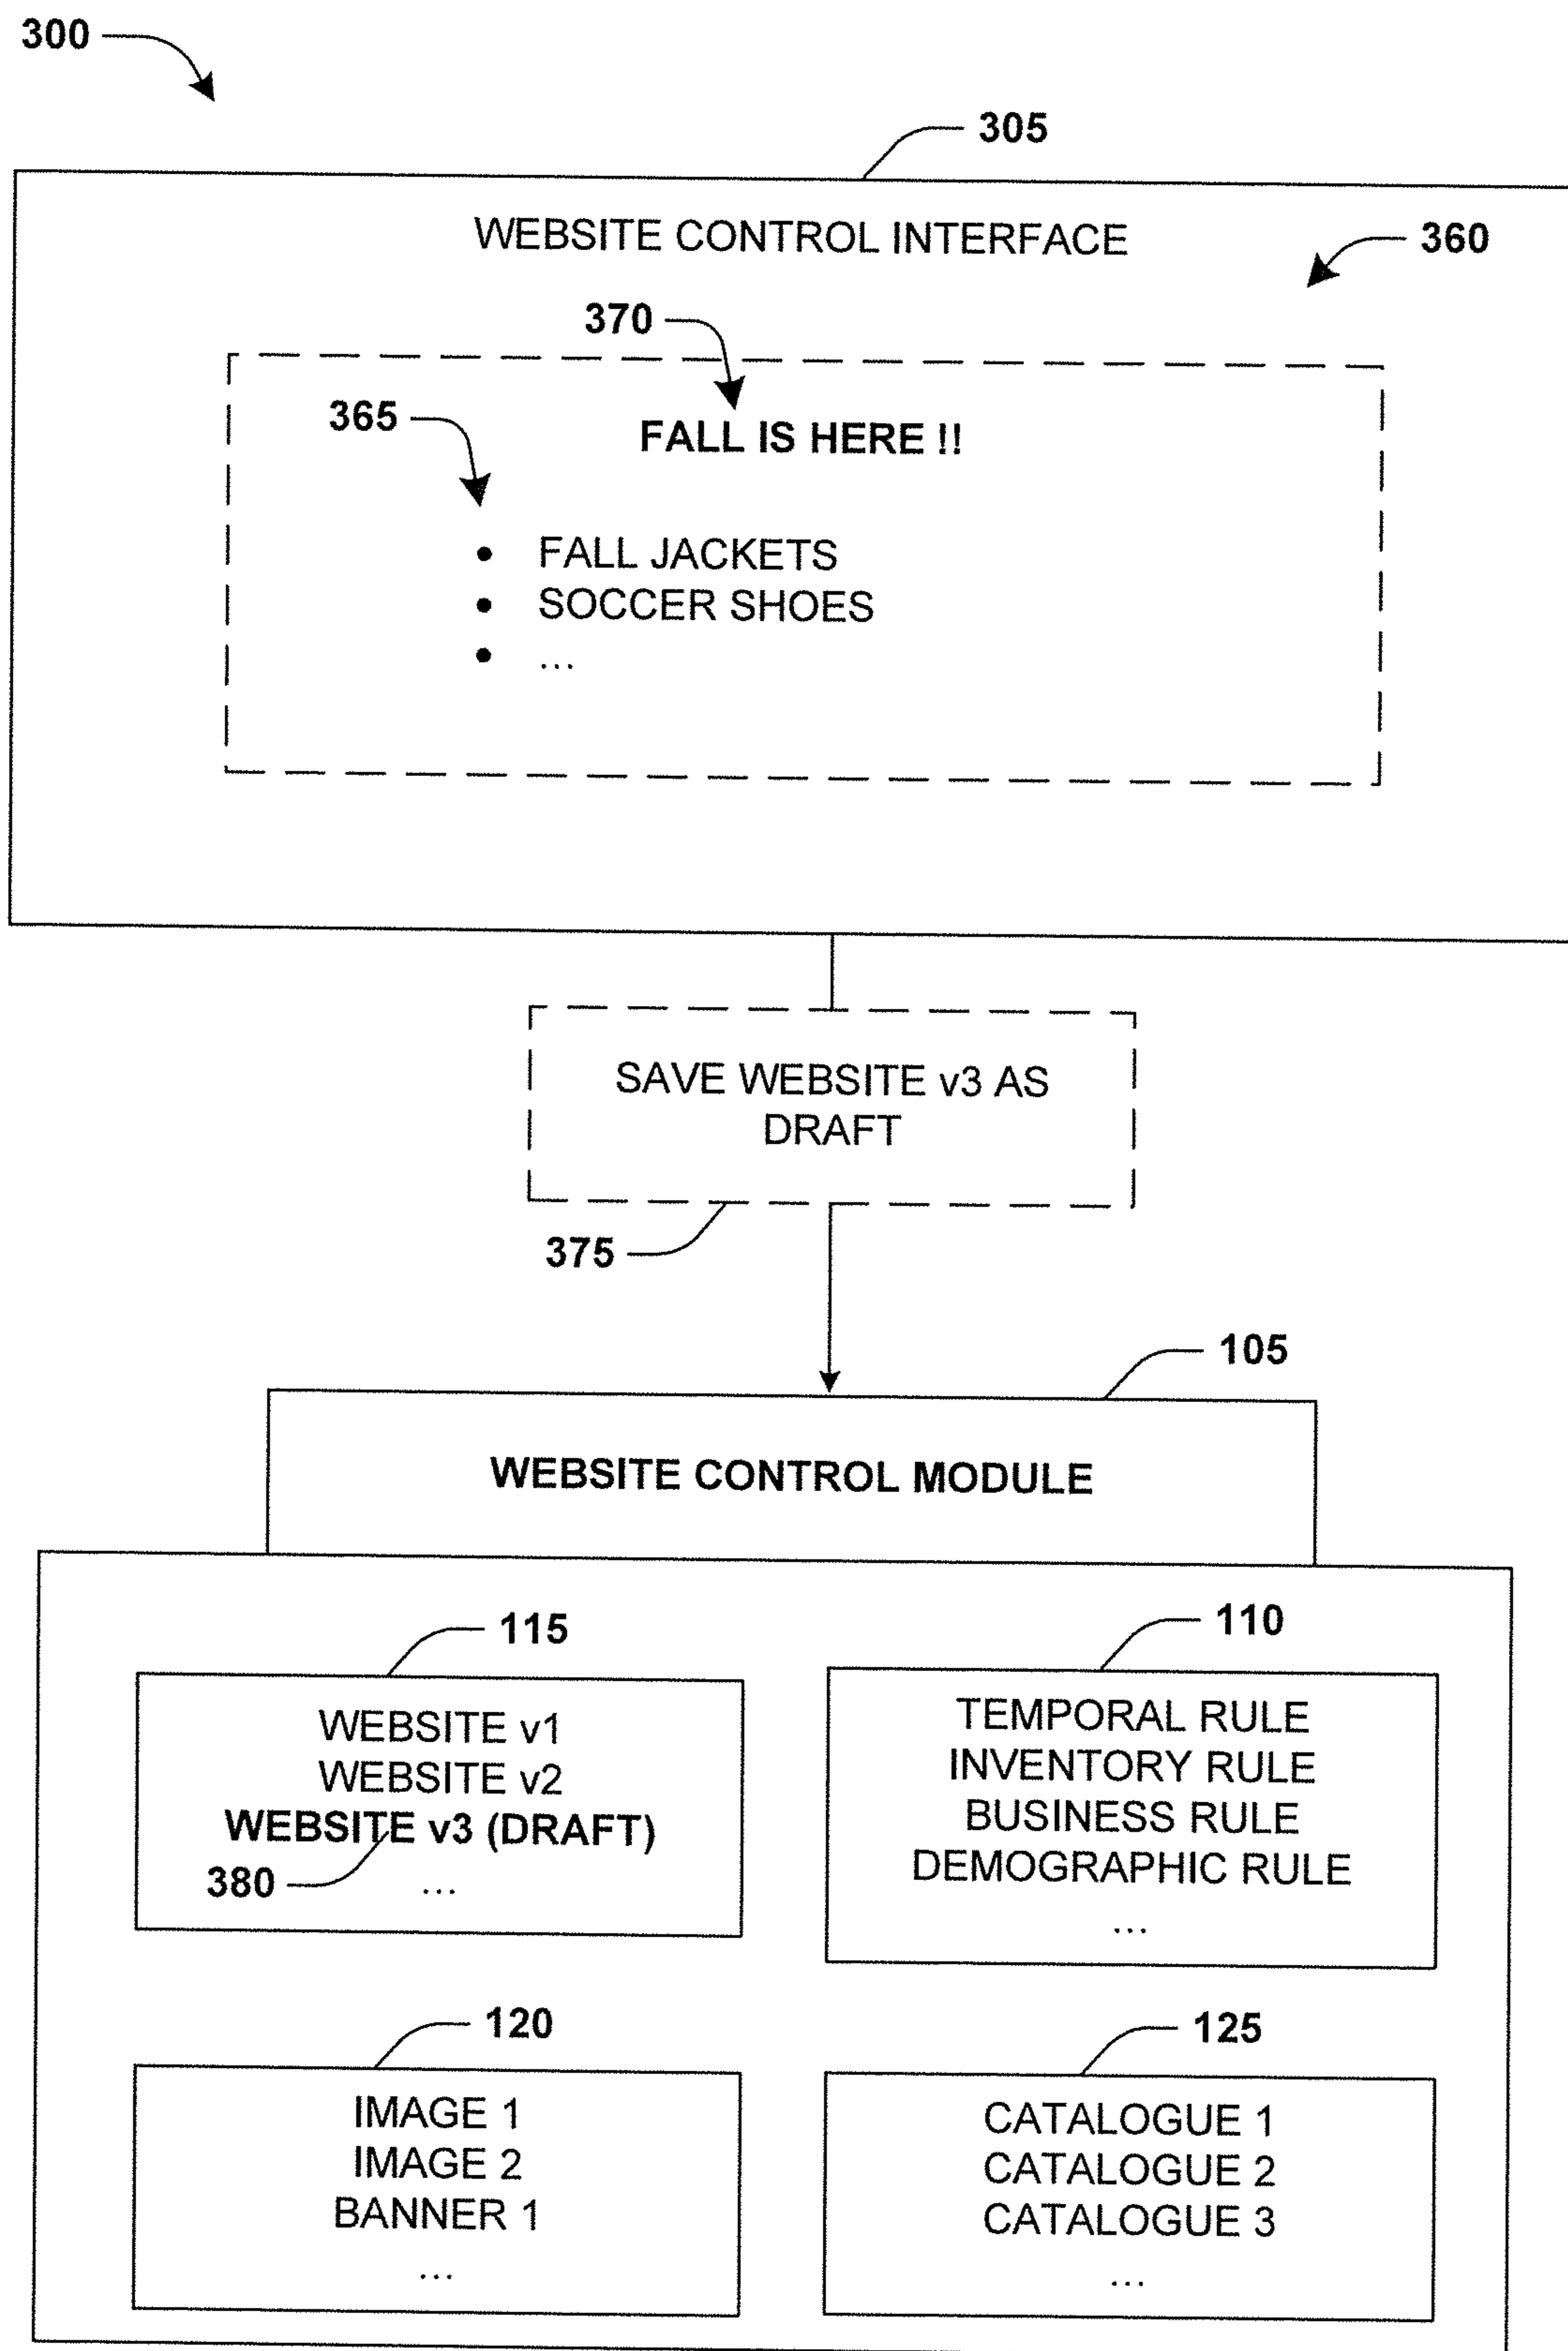 300
305
WEBSITE CONTROL INTERFACE
360
370
365
FALL IS HERE !!
• FALL JACKETS
• SOCCER SHOES
• ...
SAVE WEBSITE v3 AS
DRAFT
375
105
WEBSITE CONTROL MODULE
115
WEBSITE v1
WEBSITE v2
WEBSITE v3 (DRAFT)
380
...
110
TEMPORAL RULE
INVENTORY RULE
BUSINESS RULE
DEMOGRAPHIC RULE
...
120
IMAGE 1
IMAGE 2
BANNER 1
...
125
CATALOGUE 1
CATALOGUE 2
CATALOGUE 3
...